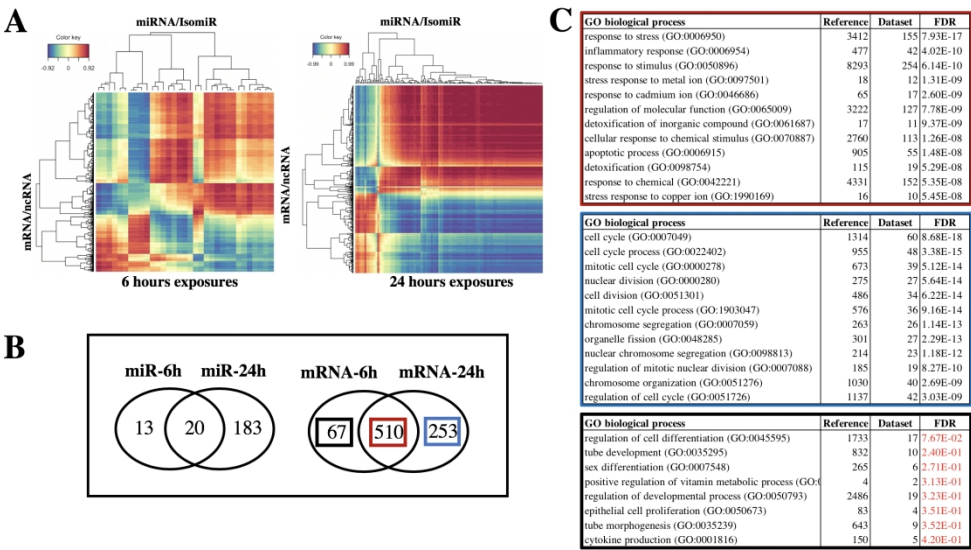 A
miRNA/IsomiR
miRNA/IsomiR
Color key
-0.92 0 0.92
Color key
-0.99 0 0.92
mRNA/ncRNA
mRNA/ncRNA
6 hours exposures
24 hours exposures
B
miR-6h miR-24h
mRNA-6h mRNA-24h
13 20 183
67 510 253
C
GO biological process Reference Dataset FDR
response to stress (GO:0006950) 3412 155 7.93E-17
inflammatory response (GO:0006954) 477 42 4.02E-10
response to stimulus (GO:0050896) 8293 254 6.14E-10
stress response to metal ion (GO:0097501) 18 12 1.31E-09
response to cadmium ion (GO:0046686) 65 17 2.60E-09
regulation of molecular function (GO:0065009) 3222 127 7.78E-09
detoxification of inorganic compound (GO:0061687) 17 11 9.37E-09
cellular response to chemical stimulus (GO:0070887) 2760 113 1.26E-08
apoptotic process (GO:0006915) 905 55 1.48E-08
detoxification (GO:0098754) 115 19 5.29E-08
response to chemical (GO:0042221) 4331 152 5.35E-08
response to copper ion (GO:1990169) 16 10 5.45E-08
GO biological process Reference Dataset FDR
cell cycle (GO:0007049) 1314 60 8.68E-18
cell cycle process (GO:0022402) 955 48 3.38E-15
mitotic cell cycle (GO:0000278) 673 39 5.12E-14
nuclear division (GO:0000280) 275 27 5.64E-14
cell division (GO:0051301) 486 34 6.22E-14
mitotic cell cycle process (GO:1903047) 576 36 9.16E-14
chromosome segregation (GO:0007059) 263 26 1.14E-13
organelle fission (GO:0048285) 301 27 2.29E-13
nuclear chromosome segregation (GO:0098813) 214 23 1.18E-12
regulation of mitotic nuclear division (GO:0007088) 185 19 8.27E-10
chromosome organization (GO:0051276) 1030 40 2.69E-09
regulation of cell cycle (GO:0051726) 1137 42 3.03E-09
GO biological process Reference Dataset FDR
regulation of cell differentiation (GO:0045595) 1733 17 7.67E-02
tube development (GO:0035295) 832 10 2.40E-01
sex differentiation (GO:0007548) 265 6 2.71E-01
positive regulation of vitamin metabolic process (GO:( 4 2 3.13E-01
regulation of developmental process (GO:0050793) 2486 19 3.23E-01
epithelial cell proliferation (GO:0050673) 83 4 3.51E-01
tube morphogenesis (GO:0035239) 643 9 3.52E-01
cytokine production (GO:0001816) 150 5 4.20E-01